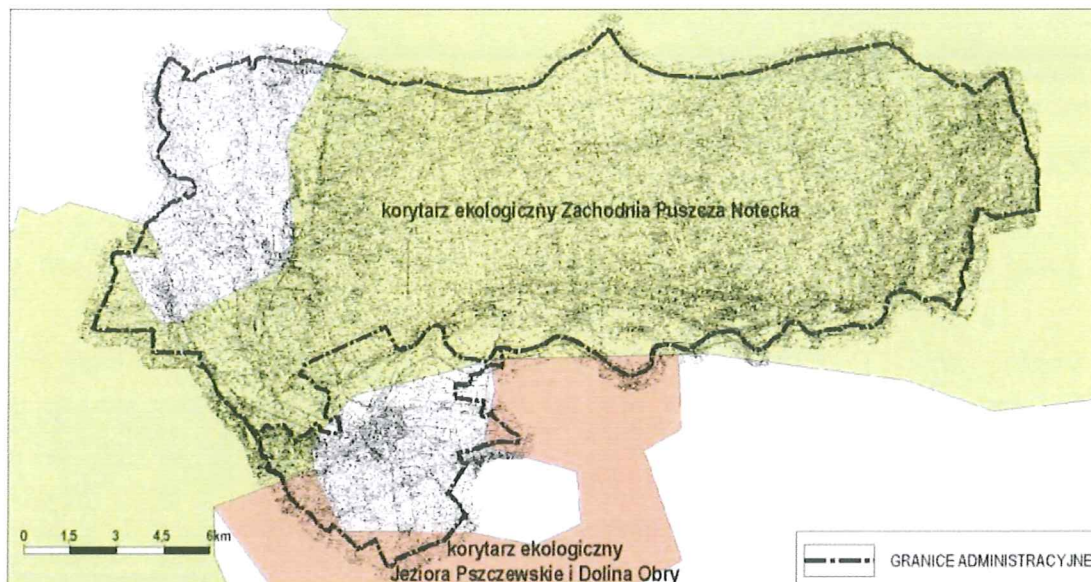 korytarz ekologiczny Zachodnia Puszcza Notecka
0 1,5 3 4,5 6km
korytarz ekologiczny
Jeziora Pszczewskie i Dolina Obry
GRANICE ADMINISTRACYJNE